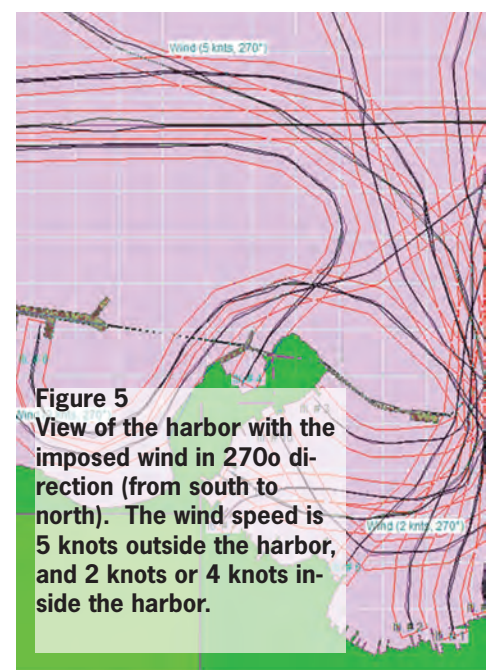 Wind (5 knts, 270°)
Figure 5
View of the harbor with the
imposed wind in 270o di-
rection (from south to
north). The wind speed is
5 knots outside the harbor,
and 2 knots or 4 knots in-
side the harbor.
Wind (2 knts, 270°)